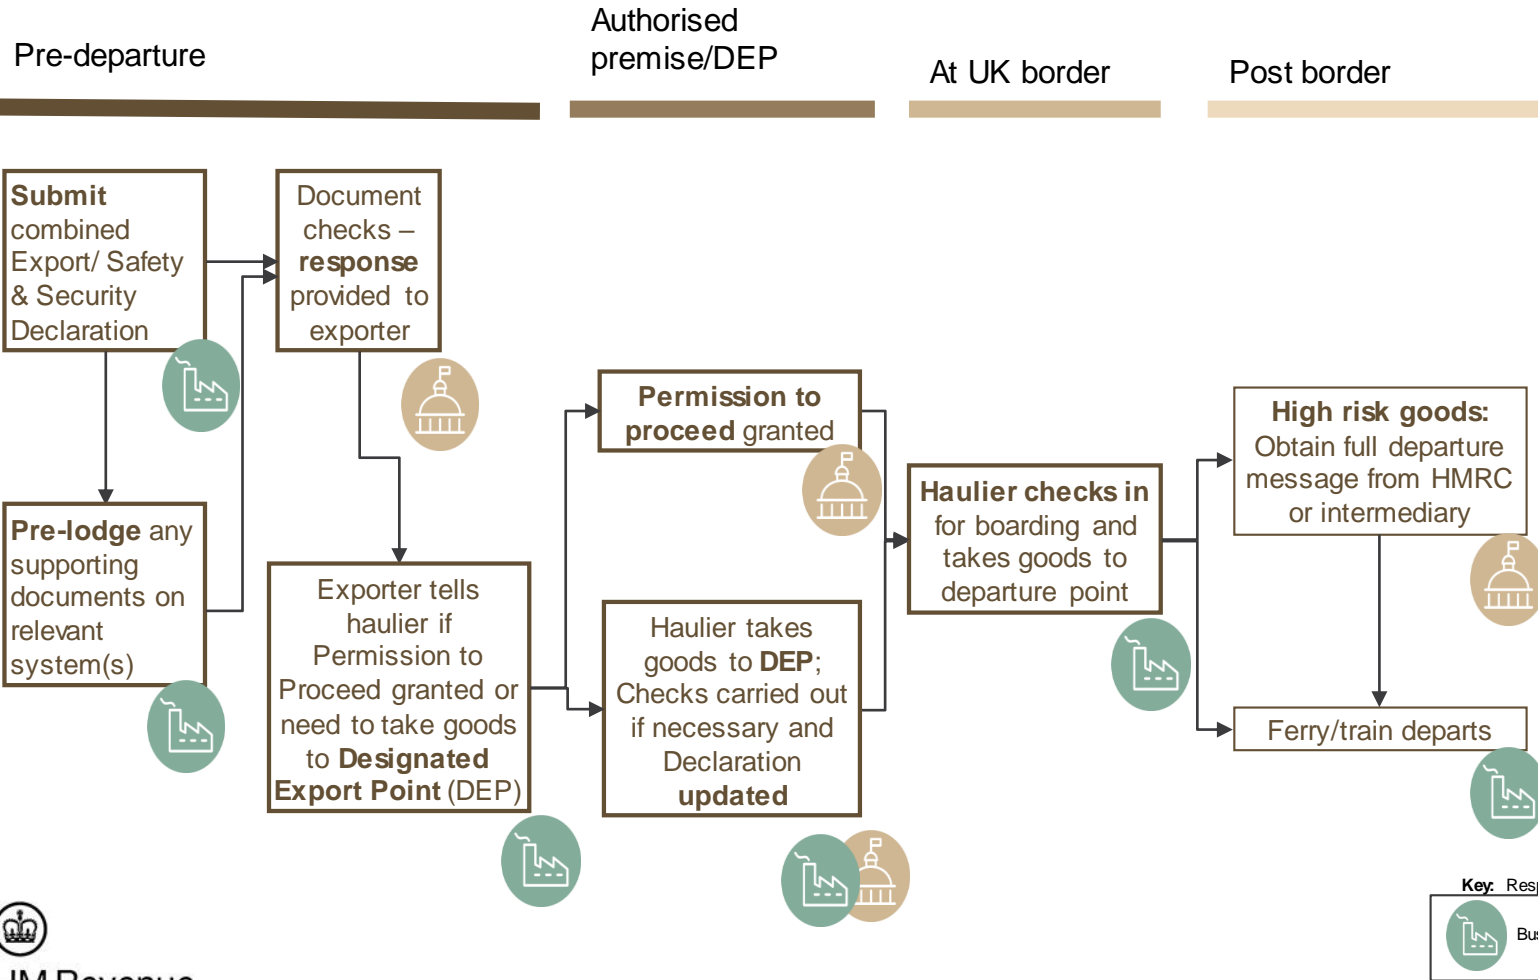 Pre-departure
Authorised
premise/DEP
At UK border
Post border
Submit
combined
Export/ Safety
& Security
Declaration
Document
checks –
response
provided to
exporter
Pre-lodge any
supporting
documents on
relevant
system(s)
Exporter tells
haulier if
Permission to
Proceed granted or
need to take goods
to Designated
Export Point (DEP)
Permission to
proceed granted
Haulier takes
goods to DEP;
Checks carried out
if necessary and
Declaration
updated
Haulier checks in
for boarding and
takes goods to
departure point
High risk goods:
Obtain full departure
message from HMRC
or intermediary
Ferry/train departs
Key: Resp
Bus